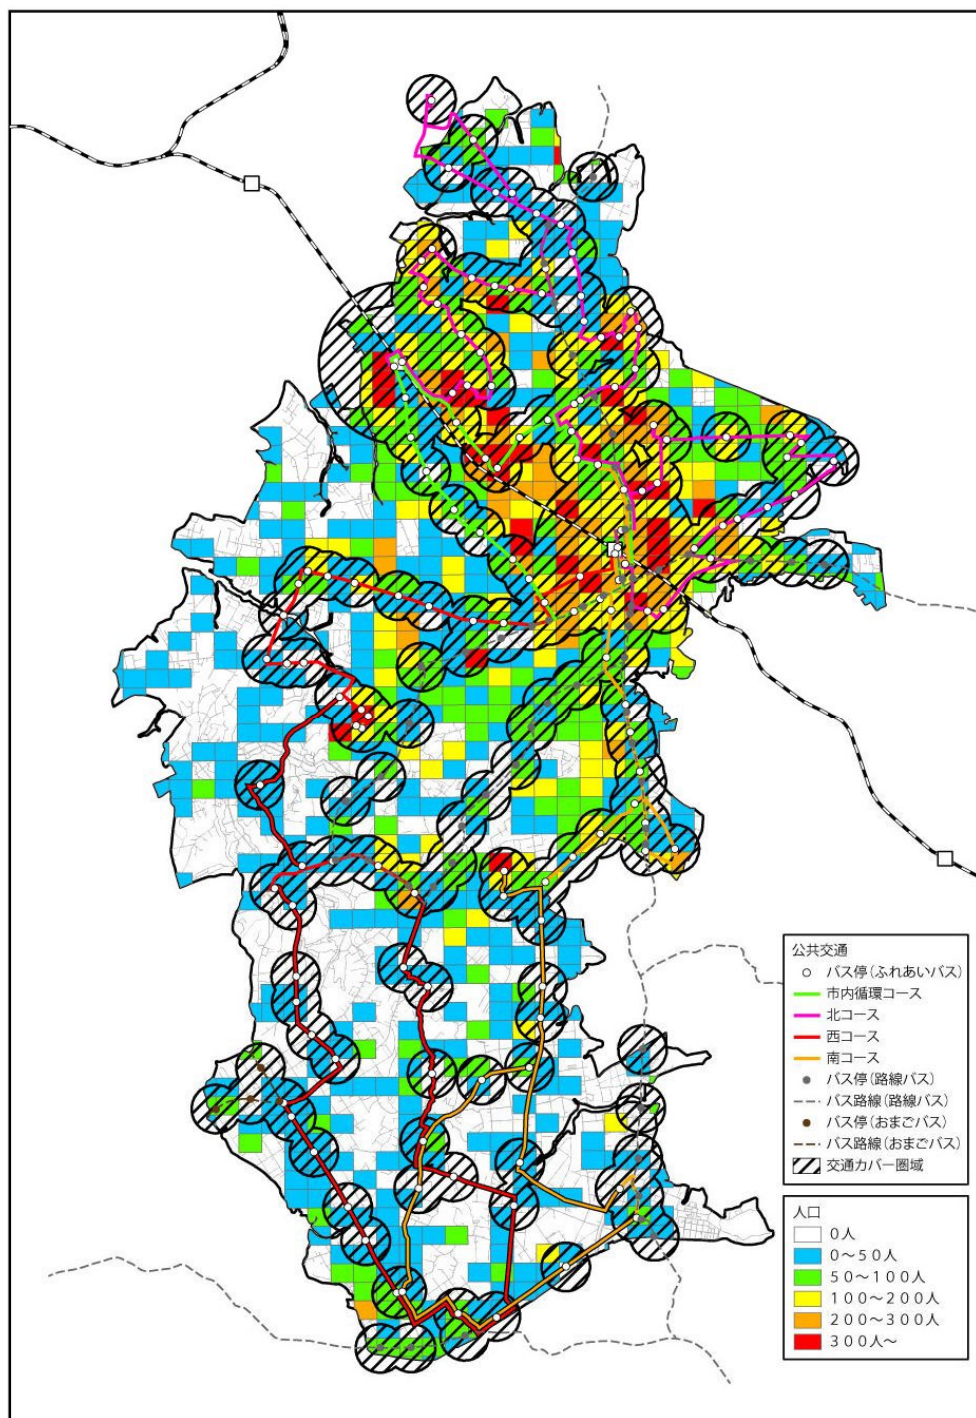 公共交通
バス停(ふれあいバス)
市内循環コース
北コース
西コース
南コース
バス停(路線バス)
バス路線(路線バス)
バス停(おまごバス)
バス路線(おまごバス)
交通カバー圏域
人口
0人
0～50人
50～100人
100～200人
200～300人
300人～